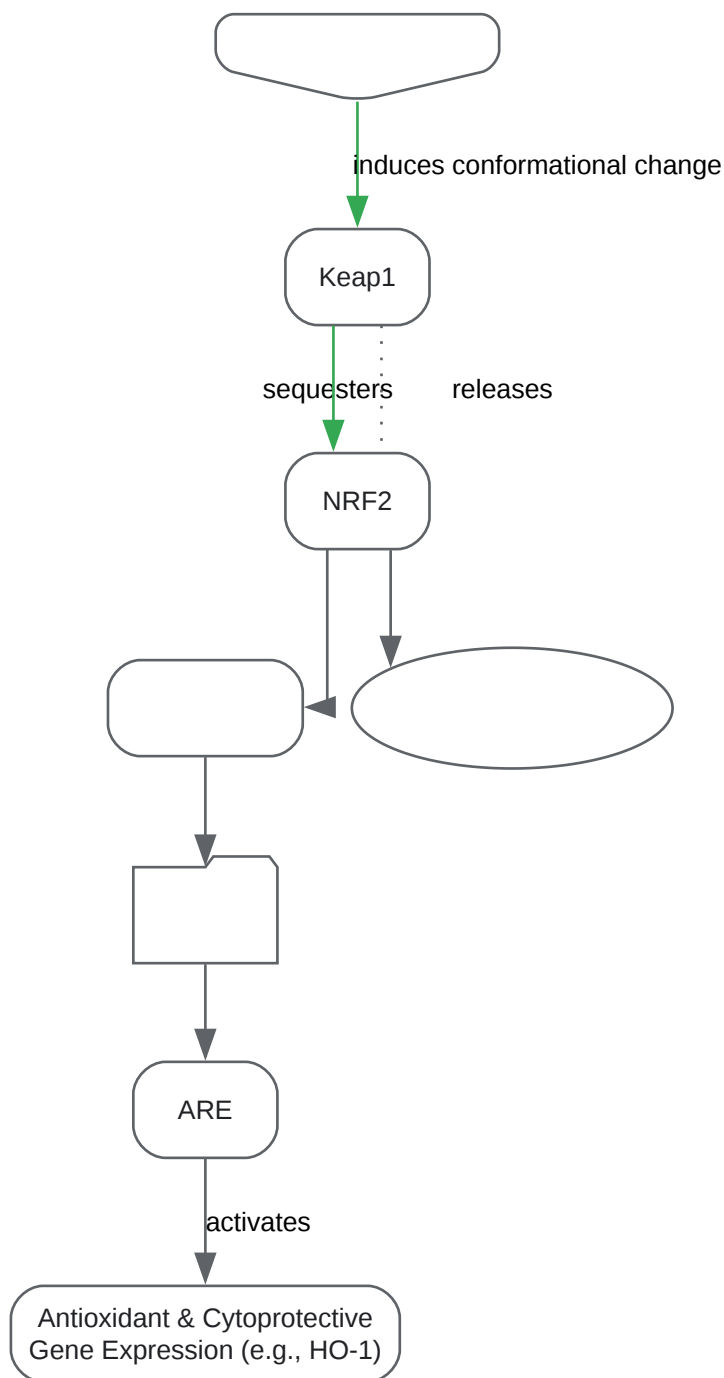 induces conformational change
Keap1
sequesters
releases
NRF2
ARE
activates
Antioxidant & Cytoprotective
Gene Expression (e.g., HO-1)